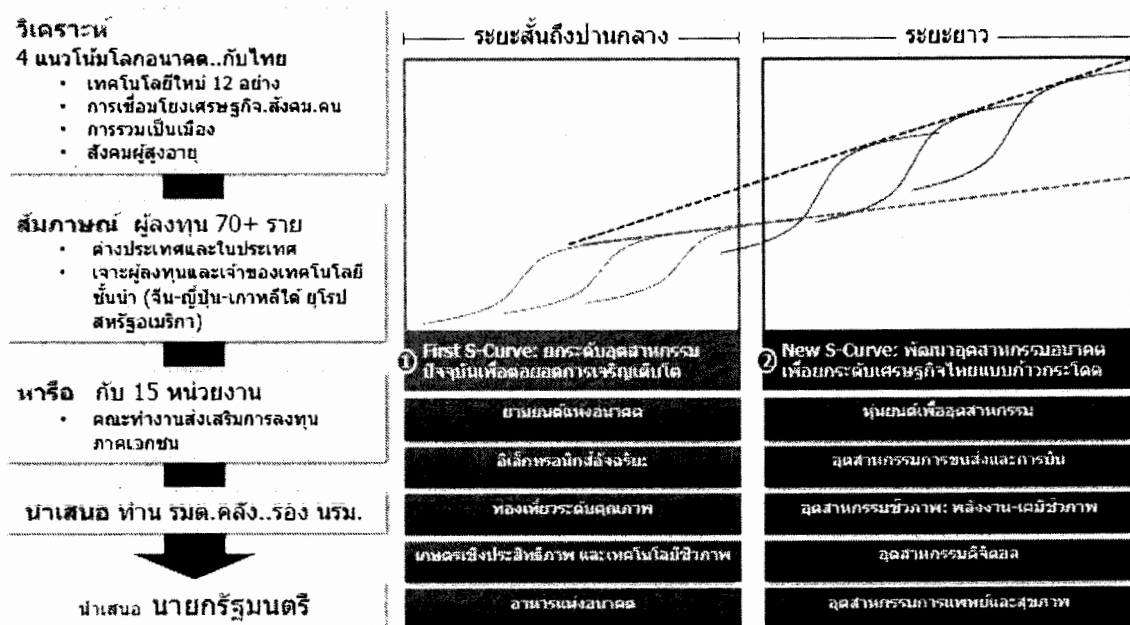 วิเคราะห์
4 แนวโน้มโลกอนาคต..กับไทย
• เทคโนโลยีใหม่ 12 อย่าง
• การเชื่อมโยงเศรษฐกิจ.สังคม.คน
• การรวมเป็นเมือง
• สังคมผู้สูงอายุ
สัมภาษณ์ ผู้ลงทุน 70+ ราย
• ต่างประเทศและในประเทศ
• เจาะผู้ลงทุนและเจ้าของเทคโนโลยี
ชั้นนำ (จีน-ญี่ปุ่น-เกาหลีใต้ ยุโรป
สหรัฐอเมริกา)
หารือ กับ 15 หน่วยงาน
• คณะทำงานส่งเสริมการลงทุน
ภาคเอกชน
นำเสนอ ท่าน รมต.คลัง..รอง นรม.
นำเสนอ นายกรัฐมนตรี
ระยะสั้นถึงปานกลาง
① First S-Curve: ยกระดับอุตสาหกรรม
ปัจจุบันเพื่อต่อยอดการเจริญเติบโต
ยานยนต์แห่งอนาคต
อิเล็กทรอนิกส์อัจฉริยะ
ท่องเที่ยวระดับคุณภาพ
เกษตรเชิงประสิทธิภาพ และเทคโนโลยีชีวภาพ
อาหารแห่งอนาคต
ระยะยาว
② New S-Curve: พัฒนาอุตสาหกรรมอนาคต
เพื่อยกระดับเศรษฐกิจไทยแบบก้าวกระโดด
หุ่นยนต์เพื่ออุตสาหกรรม
อุตสาหกรรมการขนส่งและการบิน
อุตสาหกรรมชีวภาพ: พลังงาน-เคมีชีวภาพ
อุตสาหกรรมดิจิตอล
อุตสาหกรรมการแพทย์และสุขภาพ